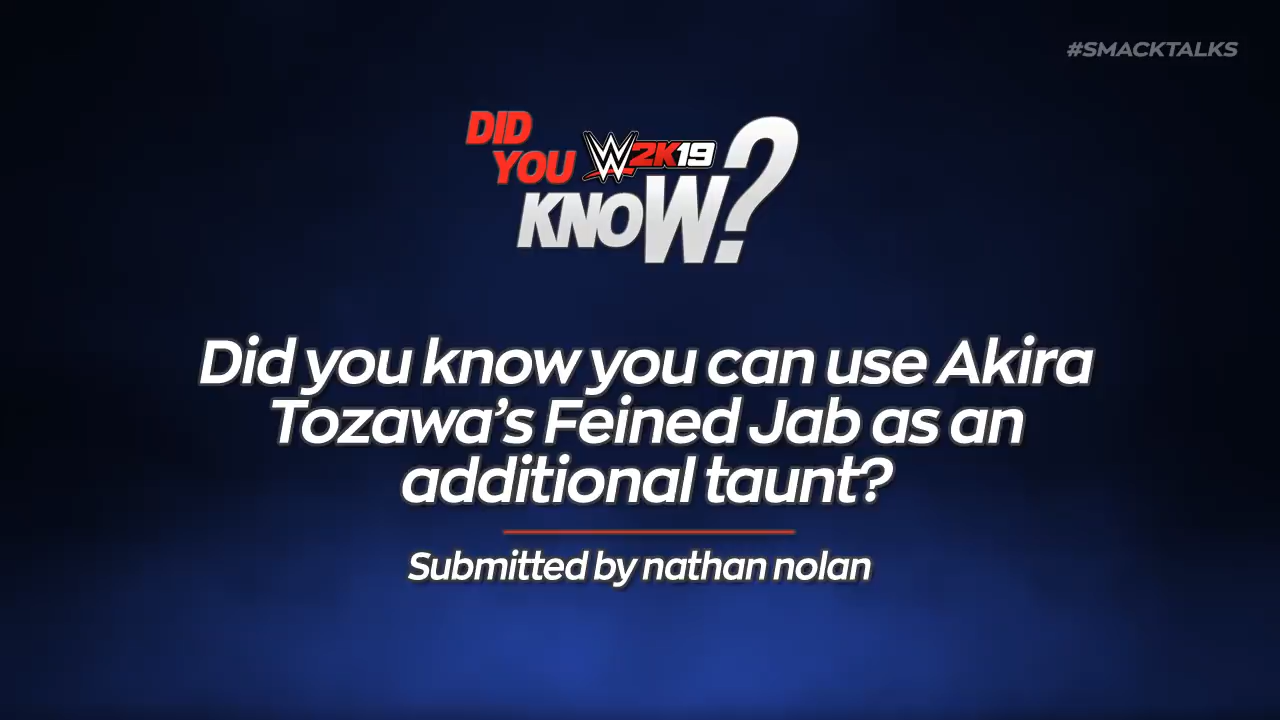 #SMACKTALKS
DID
YOU W 2K19
KNOW?
Did you know you can use Akira
Tozawa’s Feined Jab as an
additional taunt?
Submitted by nathan nolan